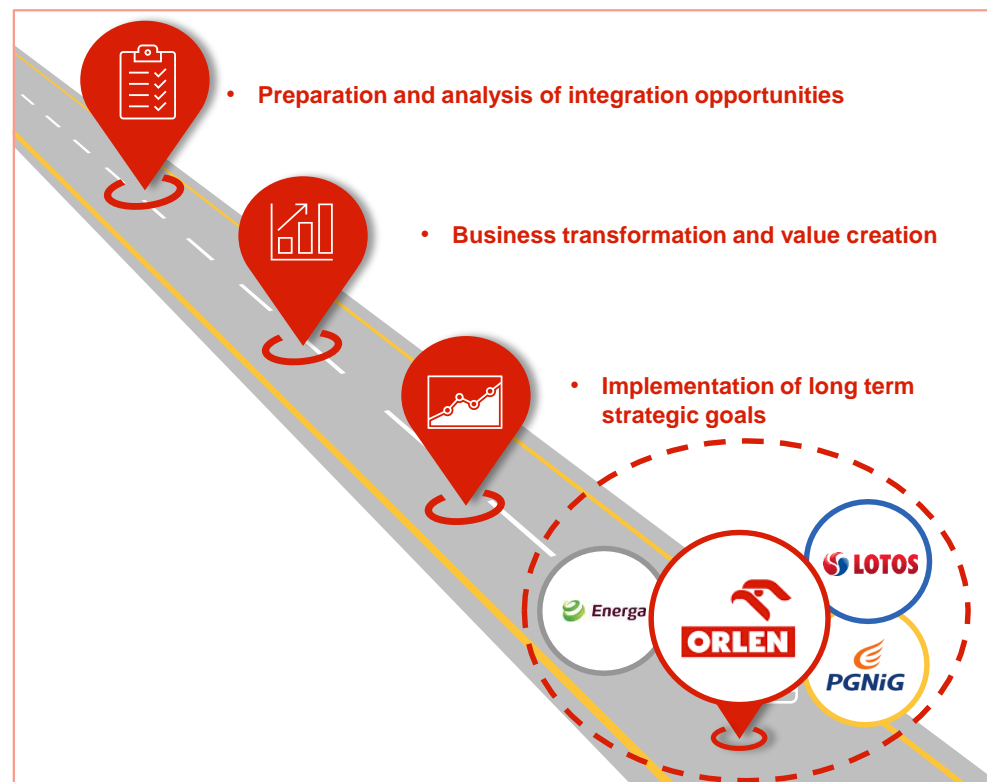 • Preparation and analysis of integration opportunities
• Business transformation and value creation
• Implementation of long term
strategic goals
LOTOS
Energa
ORLEN
PGNiG